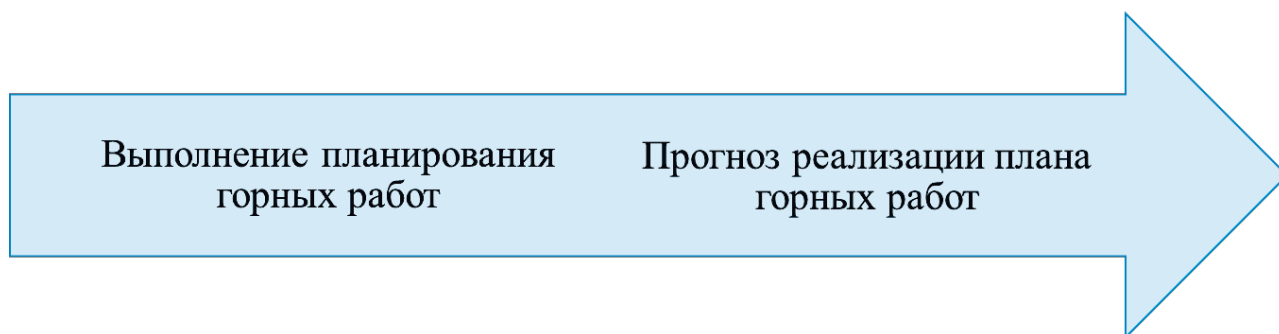 Выполнение планирования
горных работ
Прогноз реализации плана
горных работ